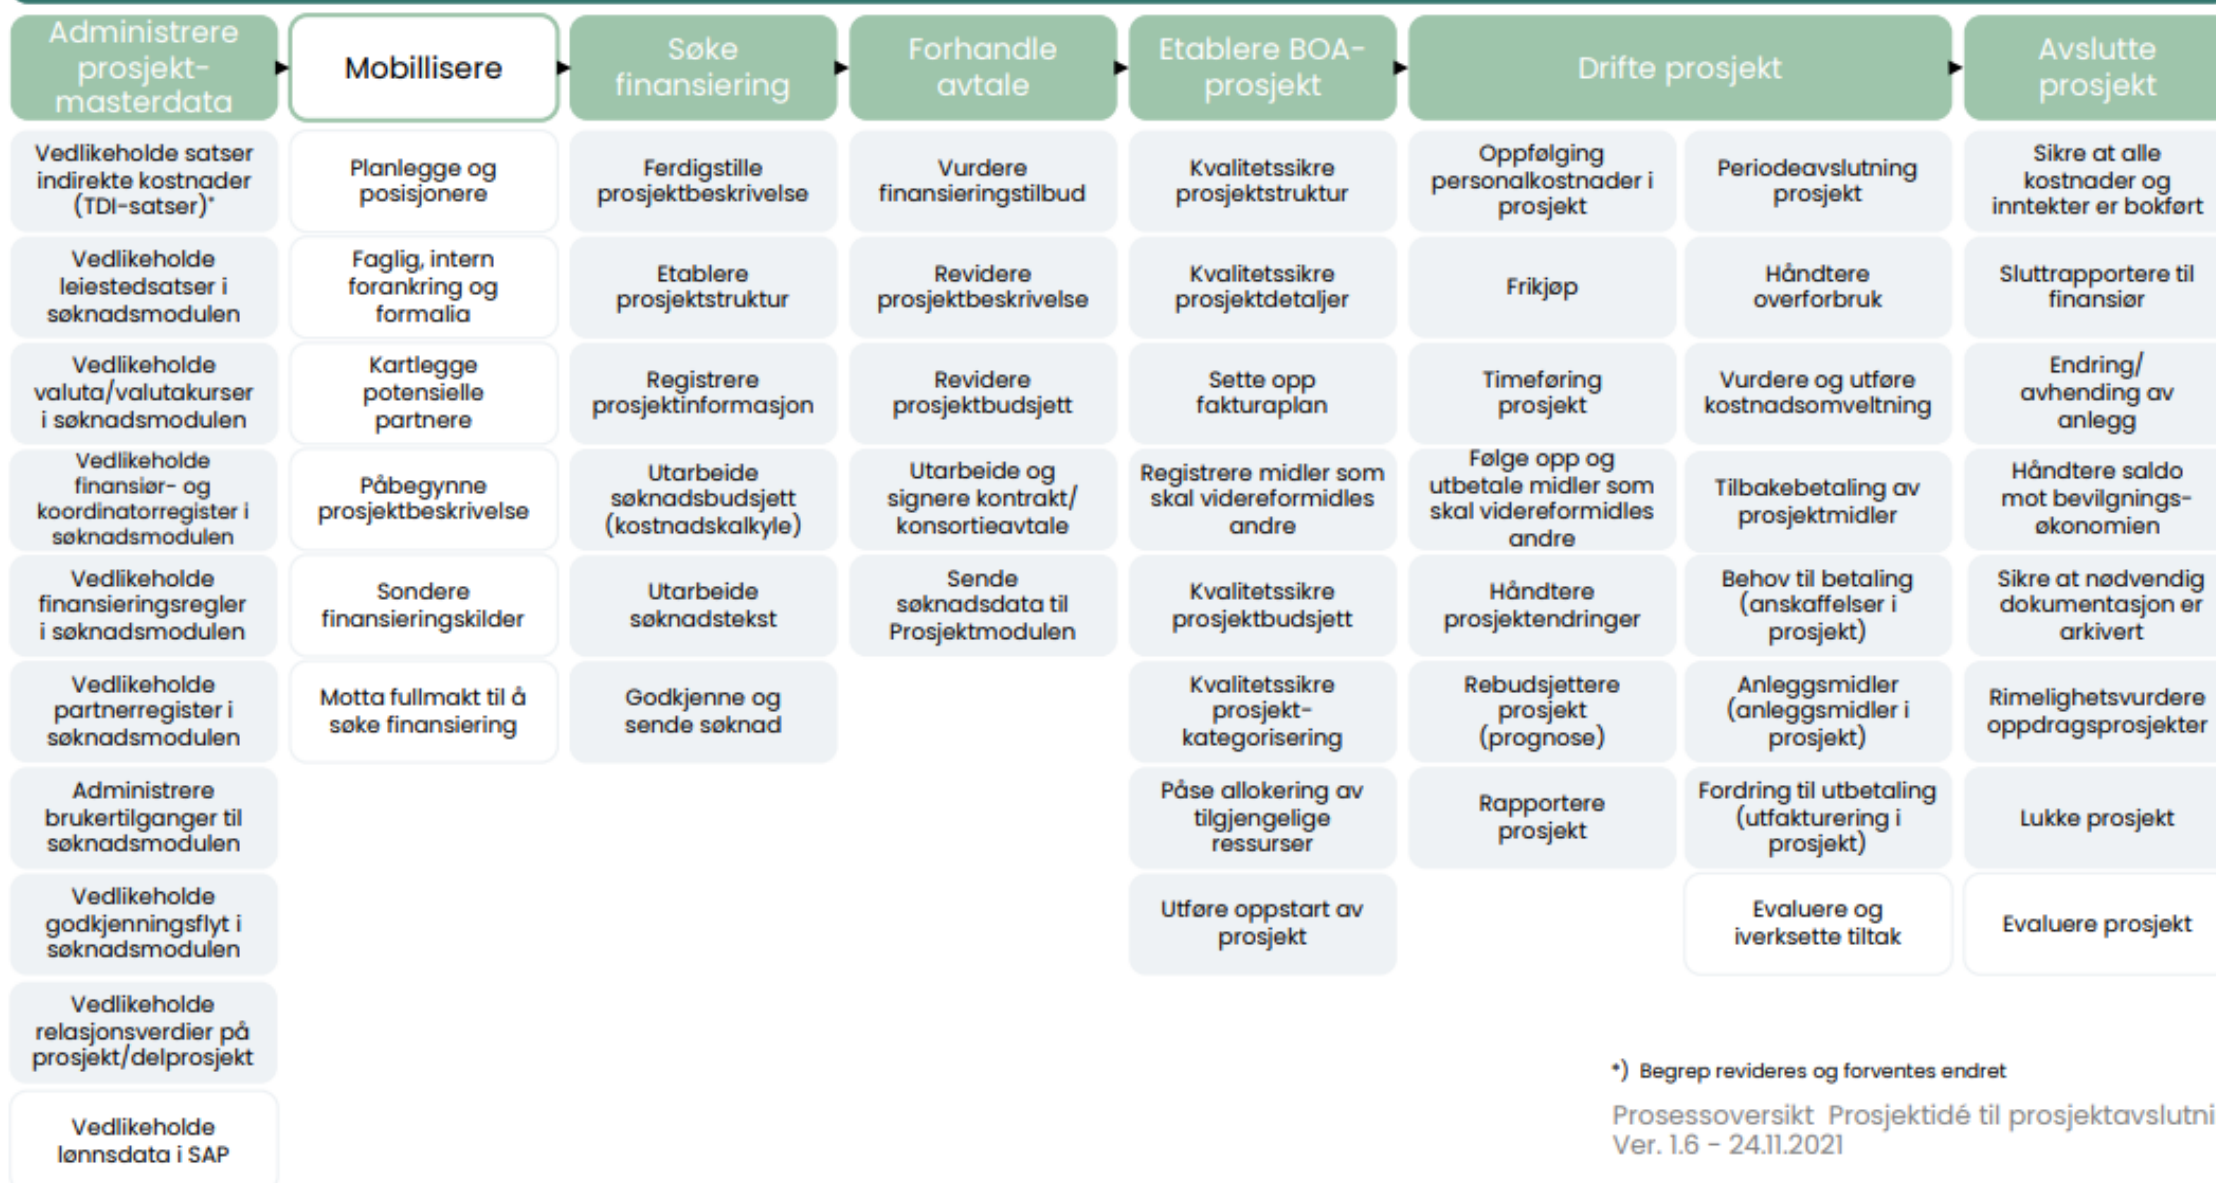 Administrere
prosjekt-
masterdata
Mobillisere
Søke
finansiering
Forhandle
avtale
Etablere BOA-
prosjekt
Drifte prosjekt
Avslutte
prosjekt
Vedlikeholde satser
indirekte kostnader
(TDI-satser)*
Vedlikeholde
leiestedsatser i
søknadsmodulen
Vedlikeholde
valuta/valutakurser
i søknadsmodulen
Vedlikeholde
finansiør- og
koordinatorregister i
søknadsmodulen
Vedlikeholde
finansieringsregler
i søknadsmodulen
Vedlikeholde
partnerregister i
søknadsmodulen
Administrere
brukertilganger til
søknadsmodulen
Vedlikeholde
godkjenningsflyt i
søknadsmodulen
Vedlikeholde
relasjonsverdier på
prosjekt/delprosjekt
Vedlikeholde
lønnsdata i SAP
Planlegge og
posisjonere
Faglig, intern
forankring og
formalia
Kartlegge
potensielle
partnere
Påbegynne
prosjektbeskrivelse
Sondere
finansieringskilder
Motta fullmakt til å
søke finansiering
Ferdigstille
prosjektbeskrivelse
Etablere
prosjektstruktur
Registrere
prosjektinformasjon
Utarbeide
søknadsbudsjett
(kostnadskalkyle)
Utarbeide
søknadstekst
Godkjenne og
sende søknad
Vurdere
finansieringstilbud
Revidere
prosjektbeskrivelse
Revidere
prosjektbudsjett
Utarbeide og
signere kontrakt/
konsortieavtale
Sende
søknadsdata til
Prosjektmodulen
Kvalitetssikre
prosjektstruktur
Kvalitetssikre
prosjektdetaljer
Sette opp
fakturaplan
Registrere midler som
skal videreformidles
andre
Kvalitetssikre
prosjektbudsjett
Kvalitetssikre
prosjekt-
kategorisering
Påse allokering av
tilgjengelige
ressurser
Utføre oppstart av
prosjekt
Oppfølging
personalkostnader i
prosjekt
Frikjøp
Timeføring
prosjekt
Følge opp og
utbetale midler som
skal videreformidles
andre
Håndtere
prosjektendringer
Rebudsjettere
prosjekt
(prognose)
Rapportere
prosjekt
Periodeavslutning
prosjekt
Håndtere
overforbruk
Vurdere og utføre
kostnadsomveltning
Tilbakebetaling av
prosjektmidler
Behov til betaling
(anskaffelser i
prosjekt)
Anleggsmidler
(anleggsmidler i
prosjekt)
Fordring til utbetaling
(utfakturering i
prosjekt)
Evaluere og
iverksette tiltak
Sikre at alle
kostnader og
inntekter er bokført
Sluttrapportere til
finansiør
Endring/
avhending av
anlegg
Håndtere saldo
mot bevilgnings-
økonomien
Sikre at nødvendig
dokumentasjon er
arkivert
Rimelighetsvurdere
oppdragsprosjekter
Lukke prosjekt
Evaluere prosjekt
*) Begrep revideres og forventes endret
Prosessoversikt Prosjektidé til prosjektavslutni
Ver. 1.6 - 24.11.2021